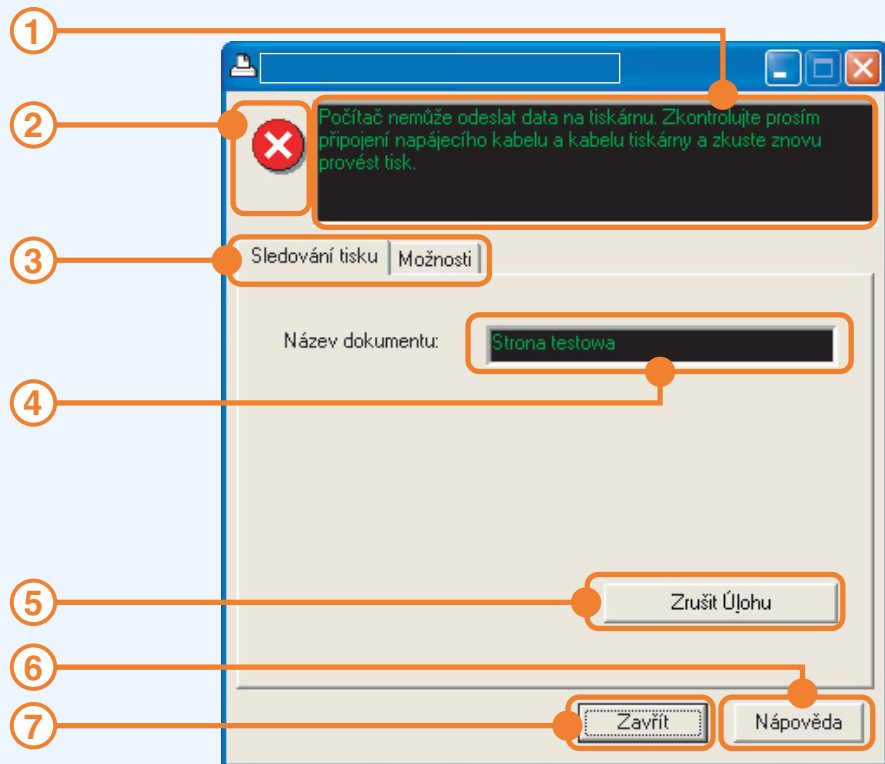 1
2
Počítač nemůže odeslat data na tiskárnu. Zkontrolujte prosím
připojení napájecího kabelu a kabelu tiskárny a zkuste znovu
provést tisk.
3
Sledování tisku Možnosti
Název dokumentu: Strona testowa
4
5
Zrušit Úlohu
6
7
Zavřít Nápověda